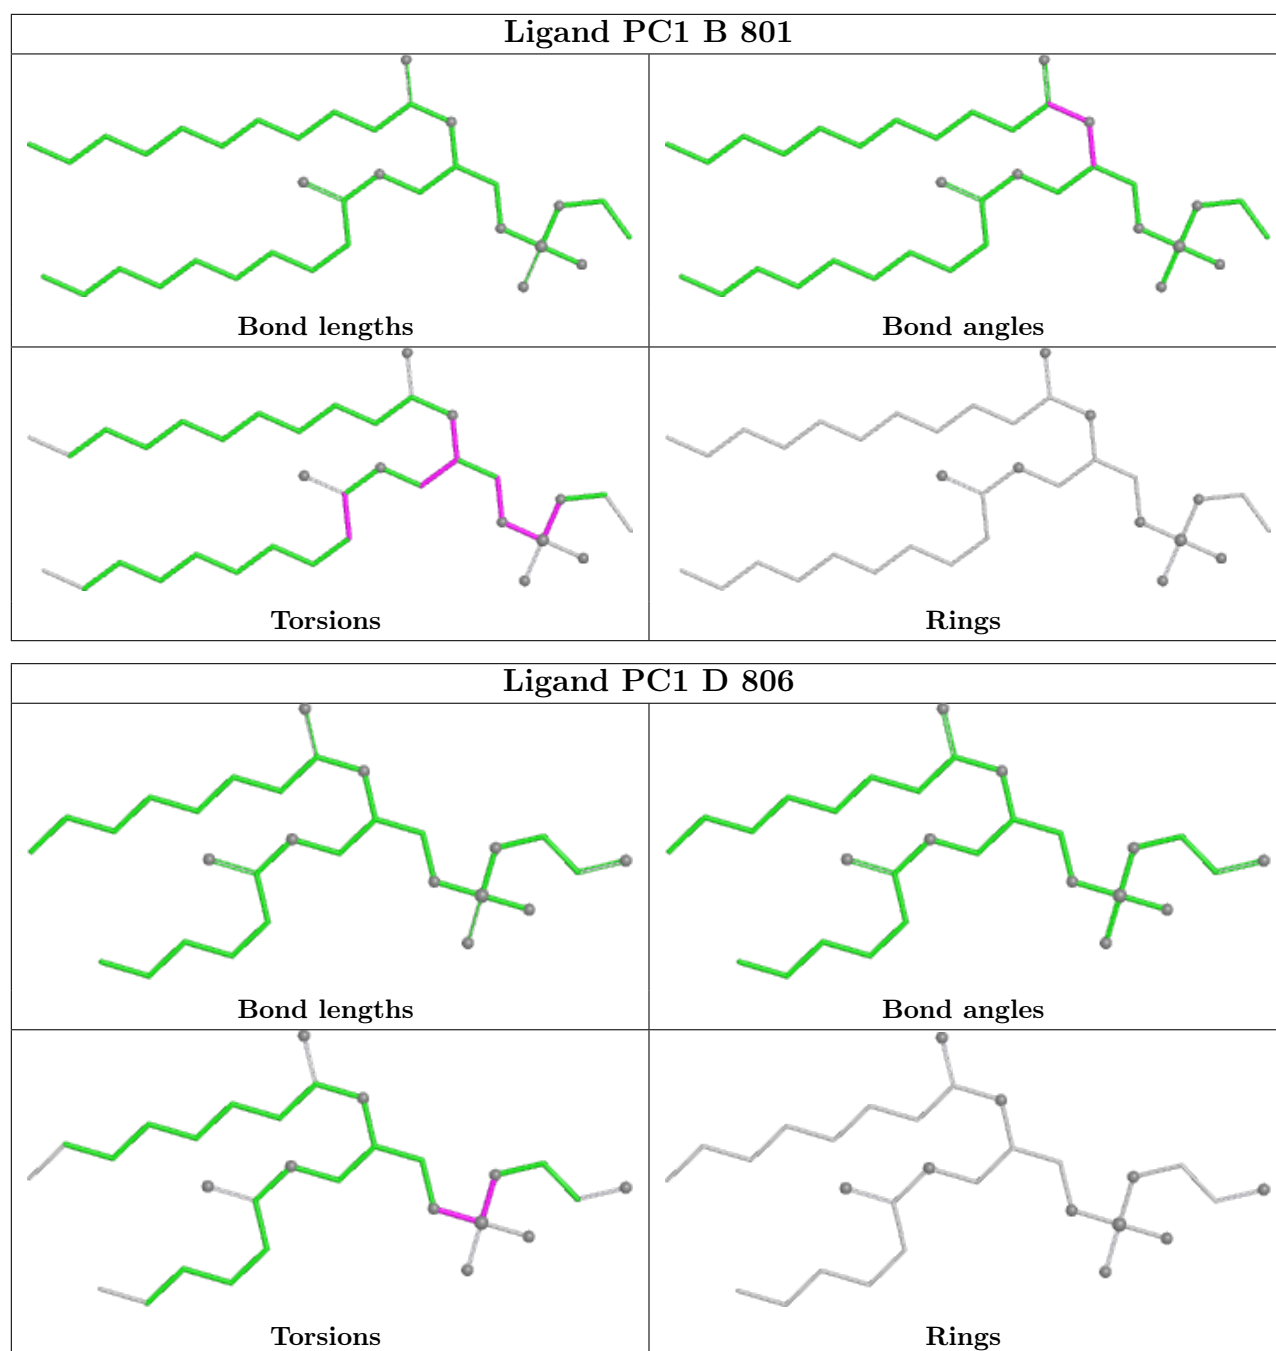 Ligand PC1 B 801
Bond lengths
Bond angles
Torsions
Rings
Ligand PC1 D 806
Bond lengths
Bond angles
Torsions
Rings